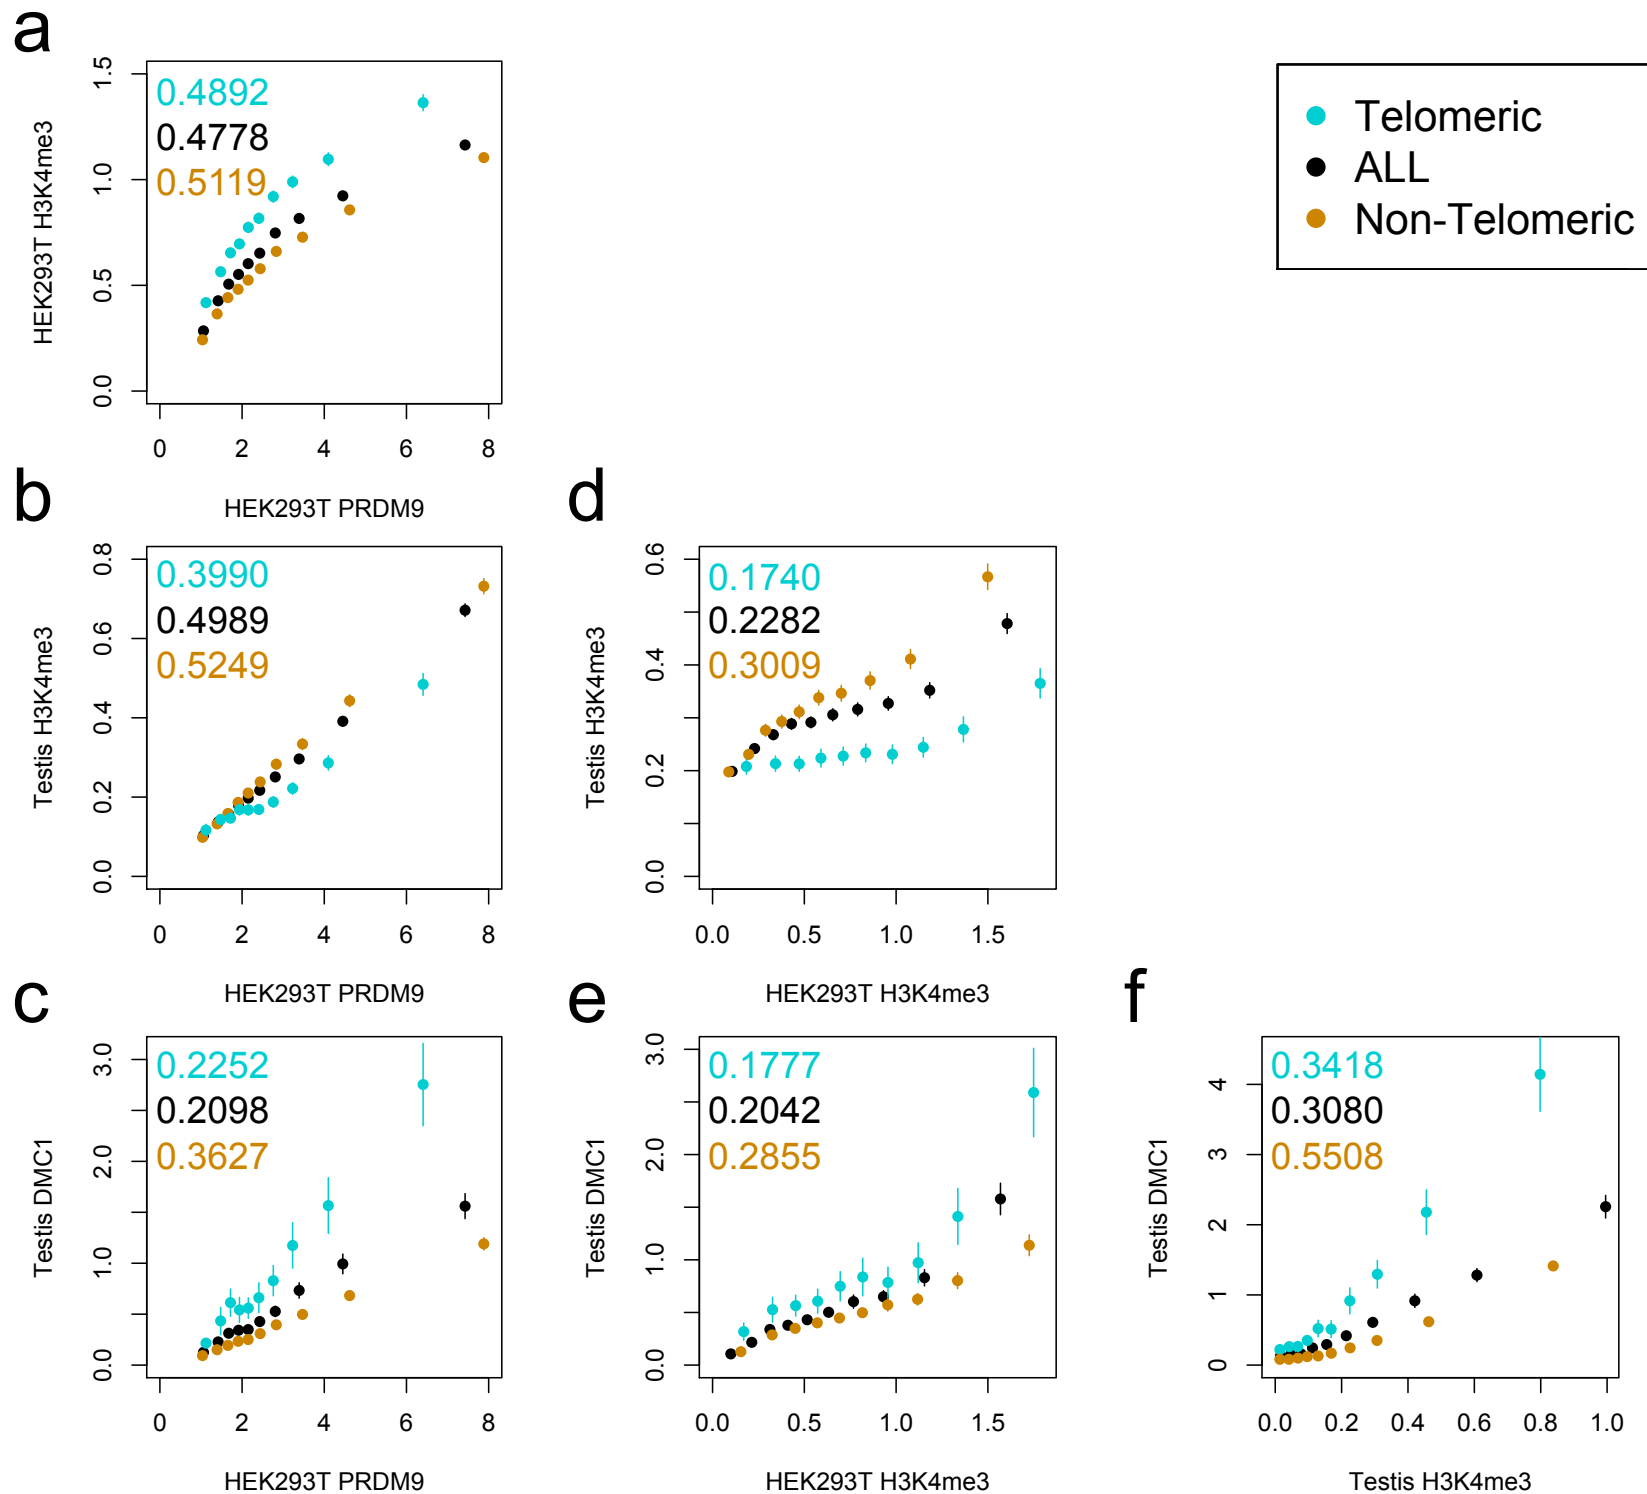 a
1.5
1.0
0.5
0.0
HEK293T H3K4me3
0.4892
0.4778
0.5119
0 2 4 6 8
HEK293T PRDM9
Telomeric
ALL
Non-Telomeric
b
0.8
0.6
0.4
0.2
0.0
Testis H3K4me3
0.3990
0.4989
0.5249
0 2 4 6 8
HEK293T PRDM9
d
0.6
0.4
0.2
0.0
Testis H3K4me3
0.1740
0.2282
0.3009
0.0 0.5 1.0 1.5
HEK293T H3K4me3
c
3.0
2.0
1.0
0.0
Testis DMC1
0.2252
0.2098
0.3627
0 2 4 6 8
HEK293T PRDM9
e
3.0
2.0
1.0
0.0
Testis DMC1
0.1777
0.2042
0.2855
0.0 0.5 1.0 1.5
HEK293T H3K4me3
f
4
3
2
1
0
Testis DMC1
0.3418
0.3080
0.5508
0.0 0.2 0.4 0.6 0.8 1.0
Testis H3K4me3